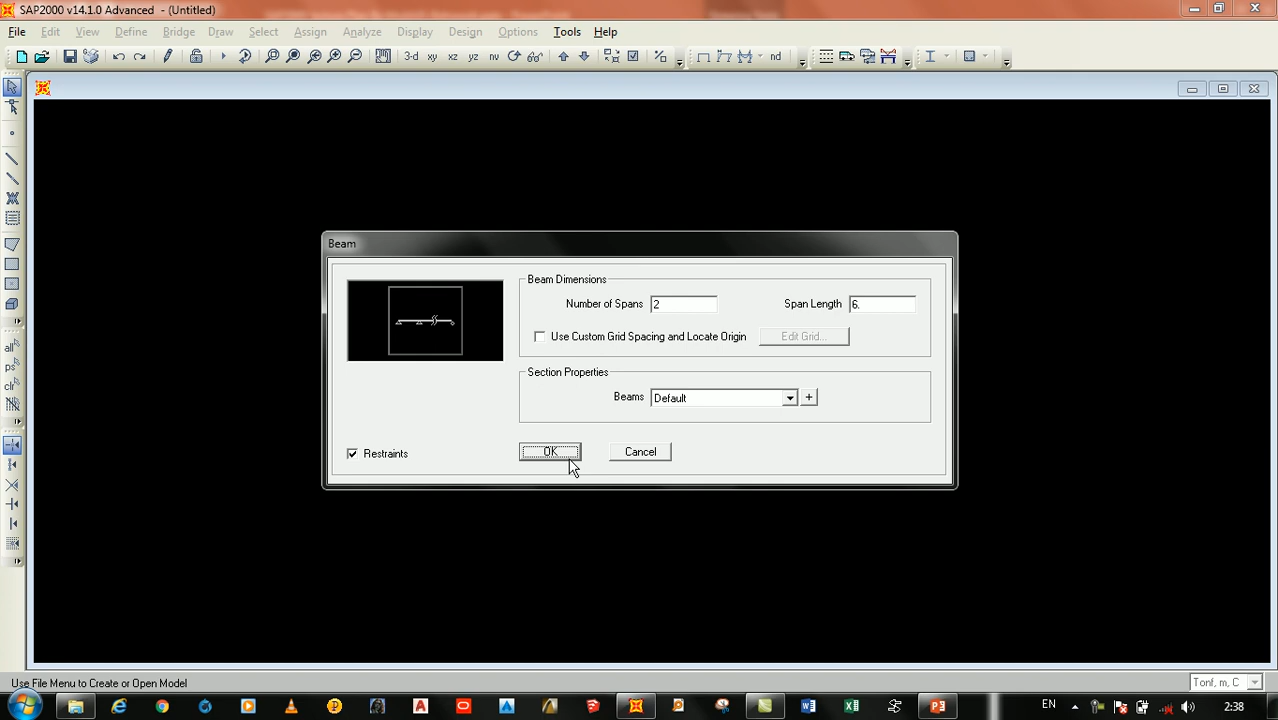 SAP2000 v14.1.0 Advanced - (Untitled)
File Edit View Define Bridge Draw Select Assign Analyze Display Design Options Tools Help
3-d xy xz yz nv nd
all
ps
clr
Beam
Beam Dimensions
Number of Spans 2 Span Length 6.
Use Custom Grid Spacing and Locate Origin Edit Grid...
Section Properties
Beams Default +
Restraints OK Cancel
Use File Menu to Create or Open Model Tonf, m, C
EN 2:38